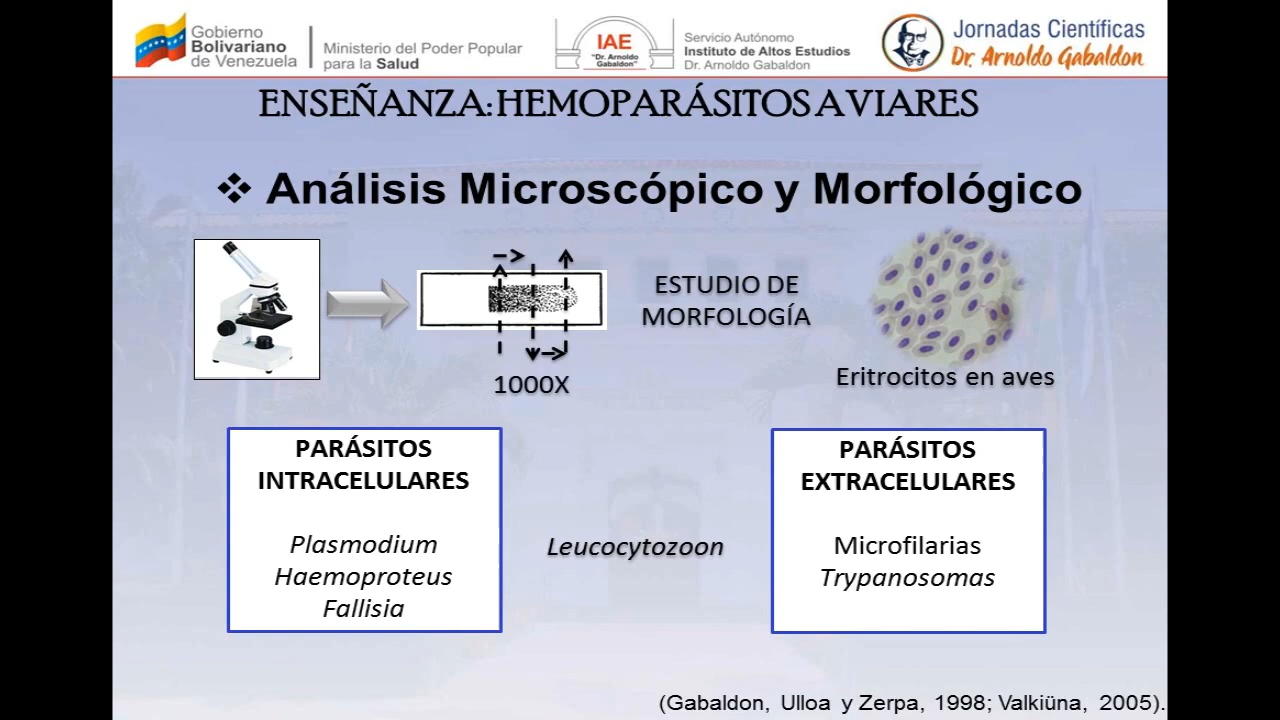 Gobierno
Bolivariano
de Venezuela
Ministerio del Poder Popular
para la Salud
IAE
"Dr. Arnoldo
Gabaldon"
Servicio Autónomo
Instituto de Altos Estudios
Dr. Arnoldo Gabaldon
Jornadas Científicas
Dr. Arnoldo Gabaldon
ENSEÑANZA: HEMOPARÁSITOS AVIARES
❖ Análisis Microscópico y Morfológico
1000X
ESTUDIO DE
MORFOLOGÍA
Eritrocitos en aves
PARÁSITOS
INTRACELULARES
Plasmodium
Haemoproteus
Fallisia
Leucocytozoon
PARÁSITOS
EXTRACELULARES
Microfilarias
Trypanosomas
(Gabaldon, Ulloa y Zerpa, 1998; Valkiüna, 2005).